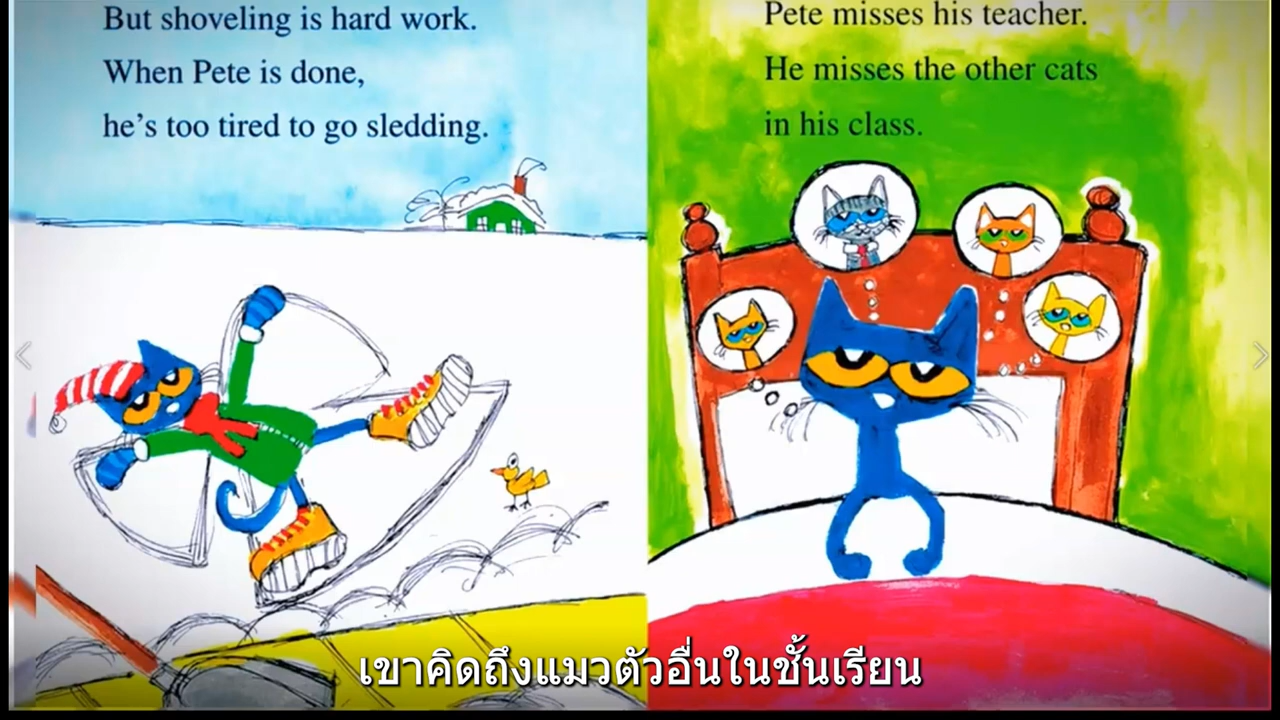 But shoveling is hard work.
When Pete is done,
he's too tired to go sledding.
Pete misses his teacher.
He misses the other cats
in his class.
เขาคิดถึงแมวตัวอื่นในชั้นเรียน